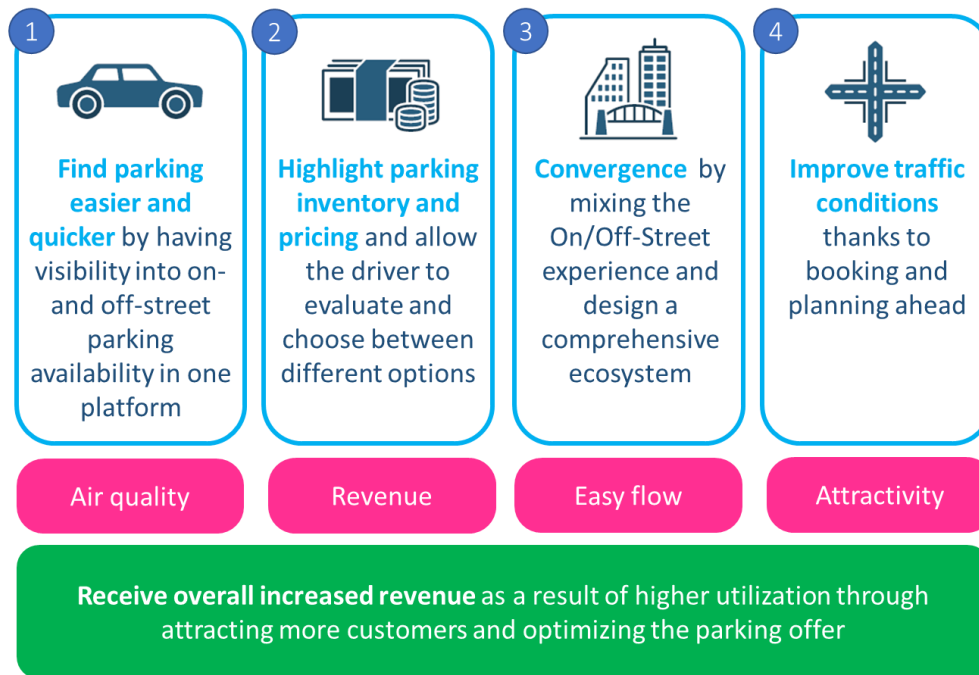 1
Find parking
easier and
quicker by having
visibility into on-
and off-street
parking
availability in one
platform
2
Highlight parking
inventory and
pricing and allow
the driver to
evaluate and
choose between
different options
3
Convergence by
mixing the
On/Off-Street
experience and
design a
comprehensive
ecosystem
4
Improve traffic
conditions
thanks to
booking and
planning ahead
Air quality
Revenue
Easy flow
Attractivity
Receive overall increased revenue as a result of higher utilization through
attracting more customers and optimizing the parking offer